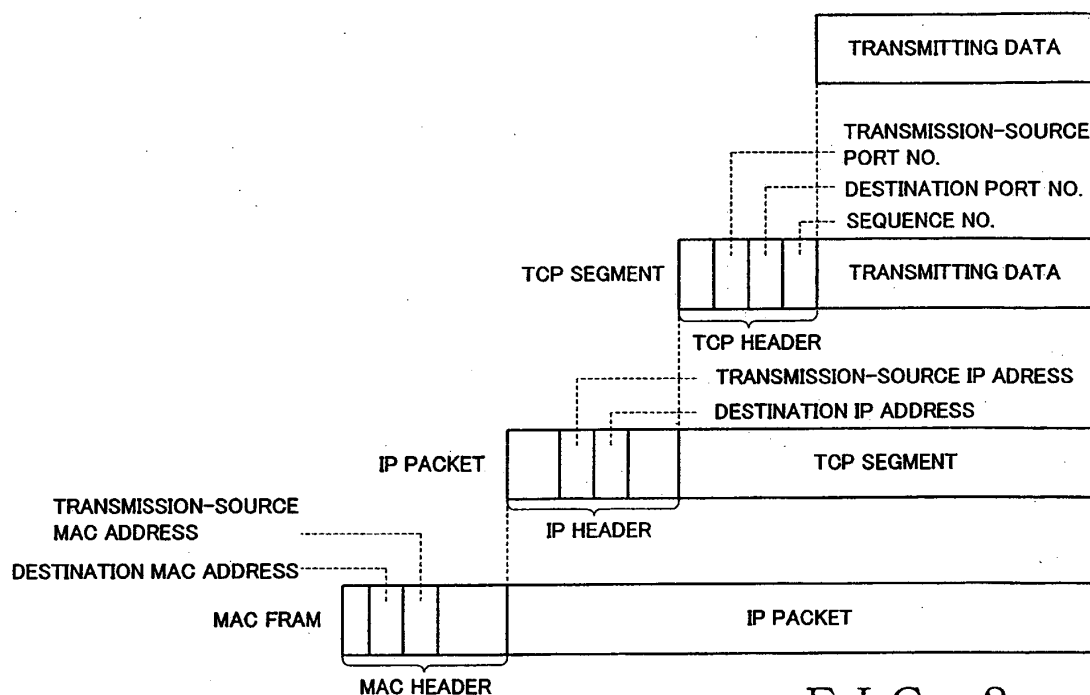 TRANSMITTING DATA
TRANSMISSION-SOURCE
PORT NO.
DESTINATION PORT NO.
SEQUENCE NO.
TCP SEGMENT
TRANSMITTING DATA
TCP HEADER
TRANSMISSION-SOURCE IP ADRESS
DESTINATION IP ADDRESS
IP PACKET
TCP SEGMENT
IP HEADER
TRANSMISSION-SOURCE
MAC ADDRESS
DESTINATION MAC ADDRESS
MAC FRAM
IP PACKET
MAC HEADER